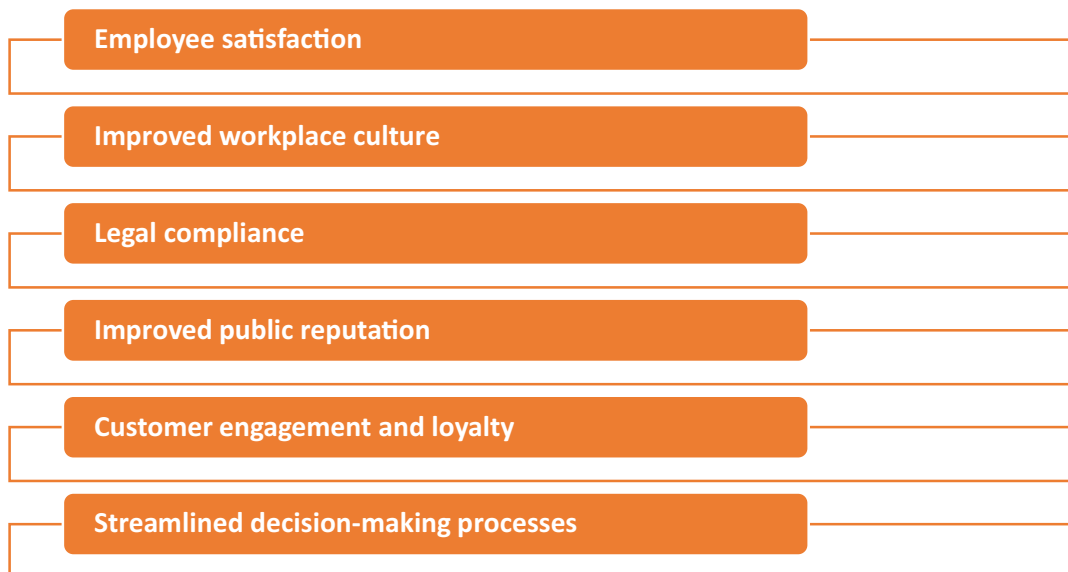 Employee satisfaction
Improved workplace culture
Legal compliance
Improved public reputation
Customer engagement and loyalty
Streamlined decision-making processes